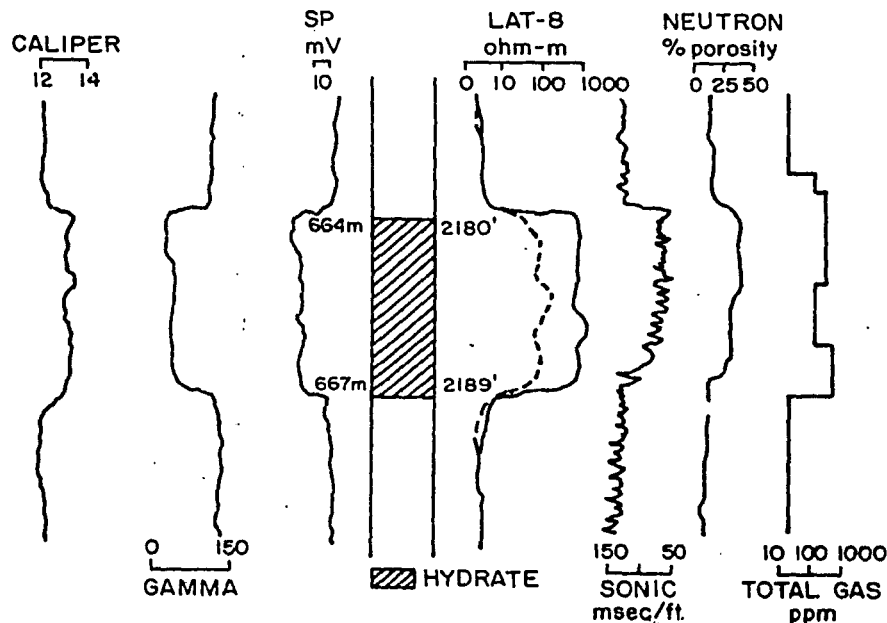 CALIPER
12 14
SP
mV
10
LAT-8
ohm-m
0 10 100 1000
NEUTRON
% porosity
0 25 50
664m
2180'
667m
2189'
0 150
GAMMA
HYDRATE
150 50
SONIC
msec/ft.
10 100 1000
TOTAL GAS
ppm